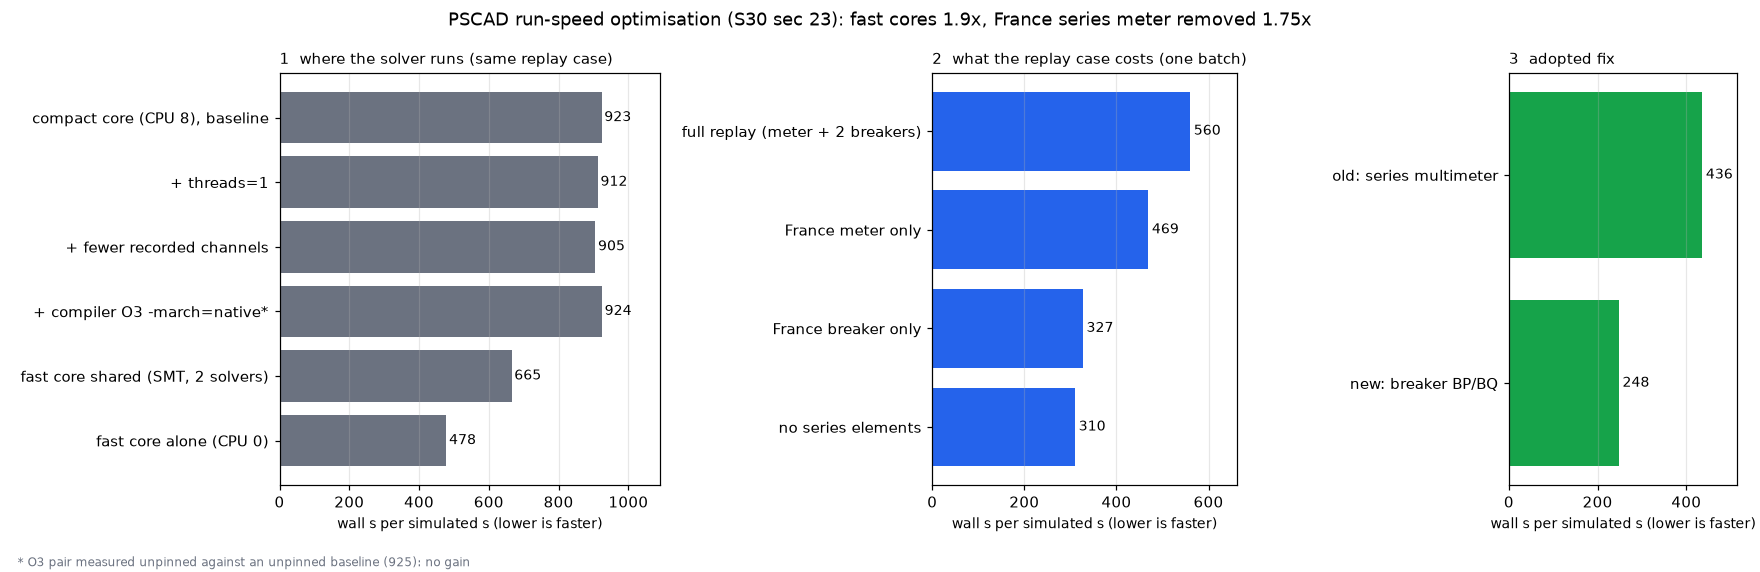 PSCAD run-speed optimisation (S30 sec 23): fast cores 1.9x, France series meter removed 1.75x
1 where the solver runs (same replay case)
compact core (CPU 8), baseline 923
+ threads=1 912
+ fewer recorded channels 905
+ compiler O3 -march=native* 924
fast core shared (SMT, 2 solvers) 665
fast core alone (CPU 0) 478
0 200 400 600 800 1000
wall s per simulated s (lower is faster)
2 what the replay case costs (one batch)
full replay (meter + 2 breakers) 560
France meter only 469
France breaker only 327
no series elements 310
0 200 400 600
wall s per simulated s (lower is faster)
3 adopted fix
old: series multimeter 436
new: breaker BP/BQ 248
0 200 400
wall s per simulated s (lower is faster)
* O3 pair measured unpinned against an unpinned baseline (925): no gain